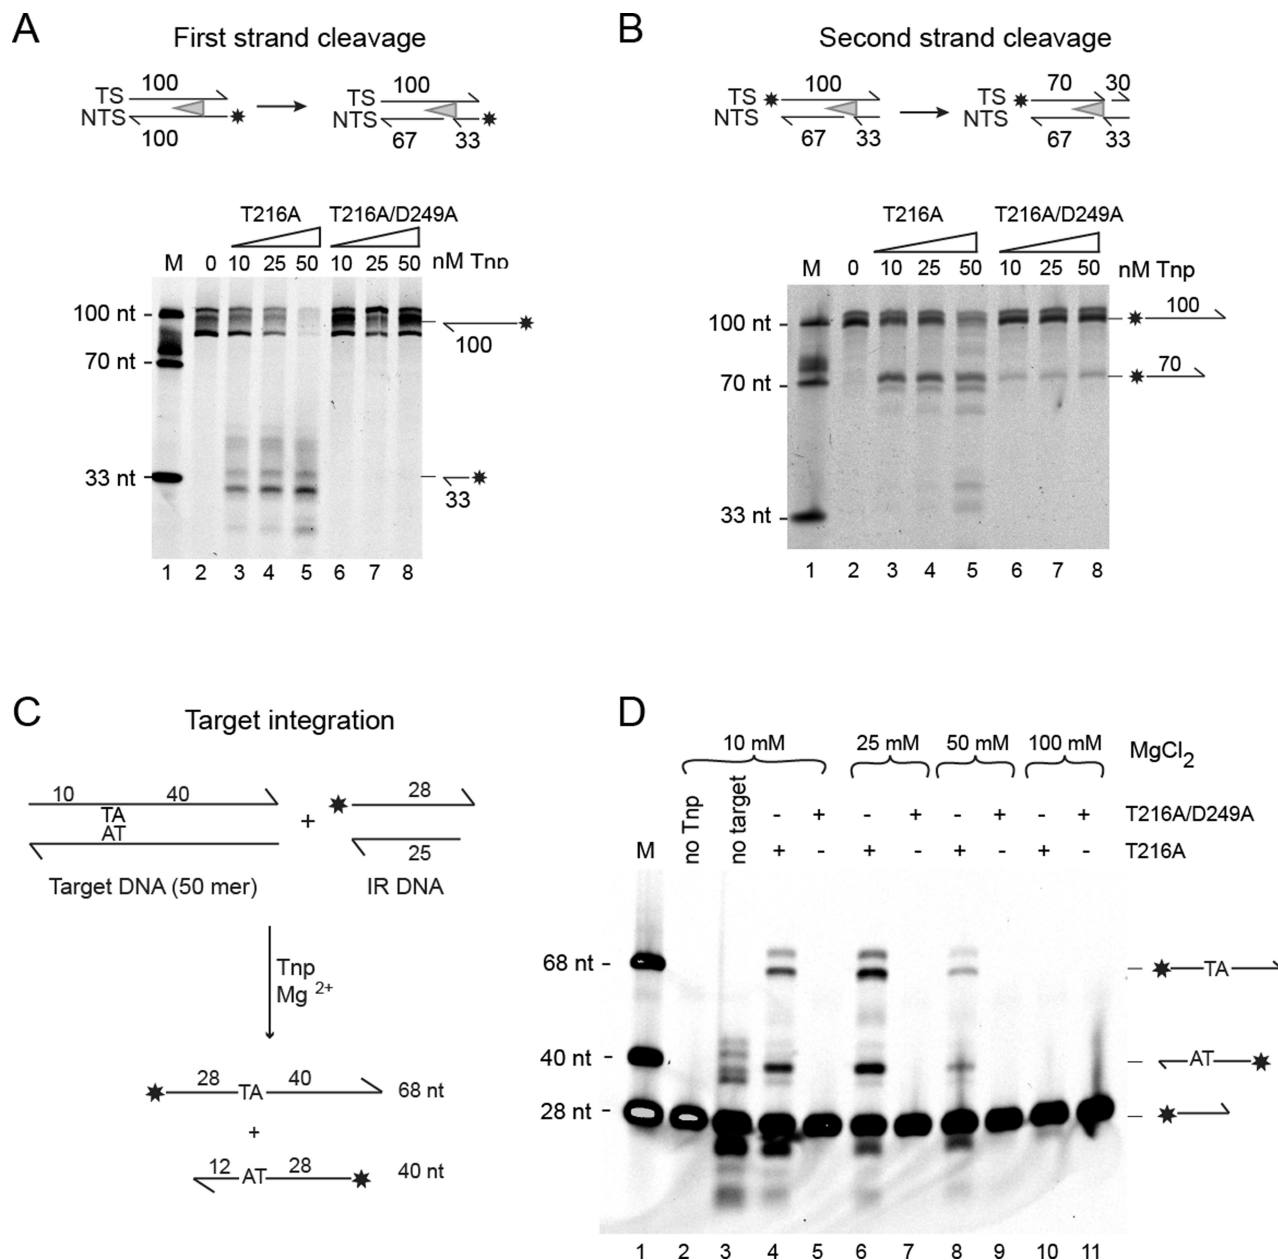 A
First strand cleavage
100
TS
NTS
100
100
TS
NTS
67 33
T216A T216A/D249A
M 0 10 25 50 10 25 50 nM Tnp
100 nt
70 nt
33 nt
100
33
1 2 3 4 5 6 7 8
B
Second strand cleavage
100
TS
NTS
67 33
70 30
TS
NTS
67 33
T216A T216A/D249A
M 0 10 25 50 10 25 50 nM Tnp
100 nt
70 nt
33 nt
100
70
1 2 3 4 5 6 7 8
C
Target integration
10 40
TA
AT
Target DNA (50 mer)
+
28
25
IR DNA
Tnp
Mg 2+
28 TA 40 68 nt
+
12 AT 28 40 nt
D
10 mM 25 mM 50 mM 100 mM MgCl2
no Tnp
no target
- + - + - + - + T216A/D249A
M + - + - + - + - T216A
68 nt -
40 nt -
28 nt -
TA
AT
1 2 3 4 5 6 7 8 9 10 11